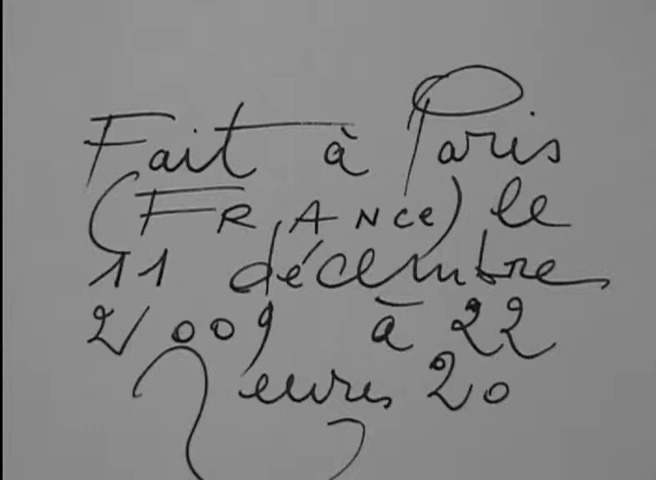 Fait à Paris
(FRANCe) le
11 décembre
2009 à 22
heures 20